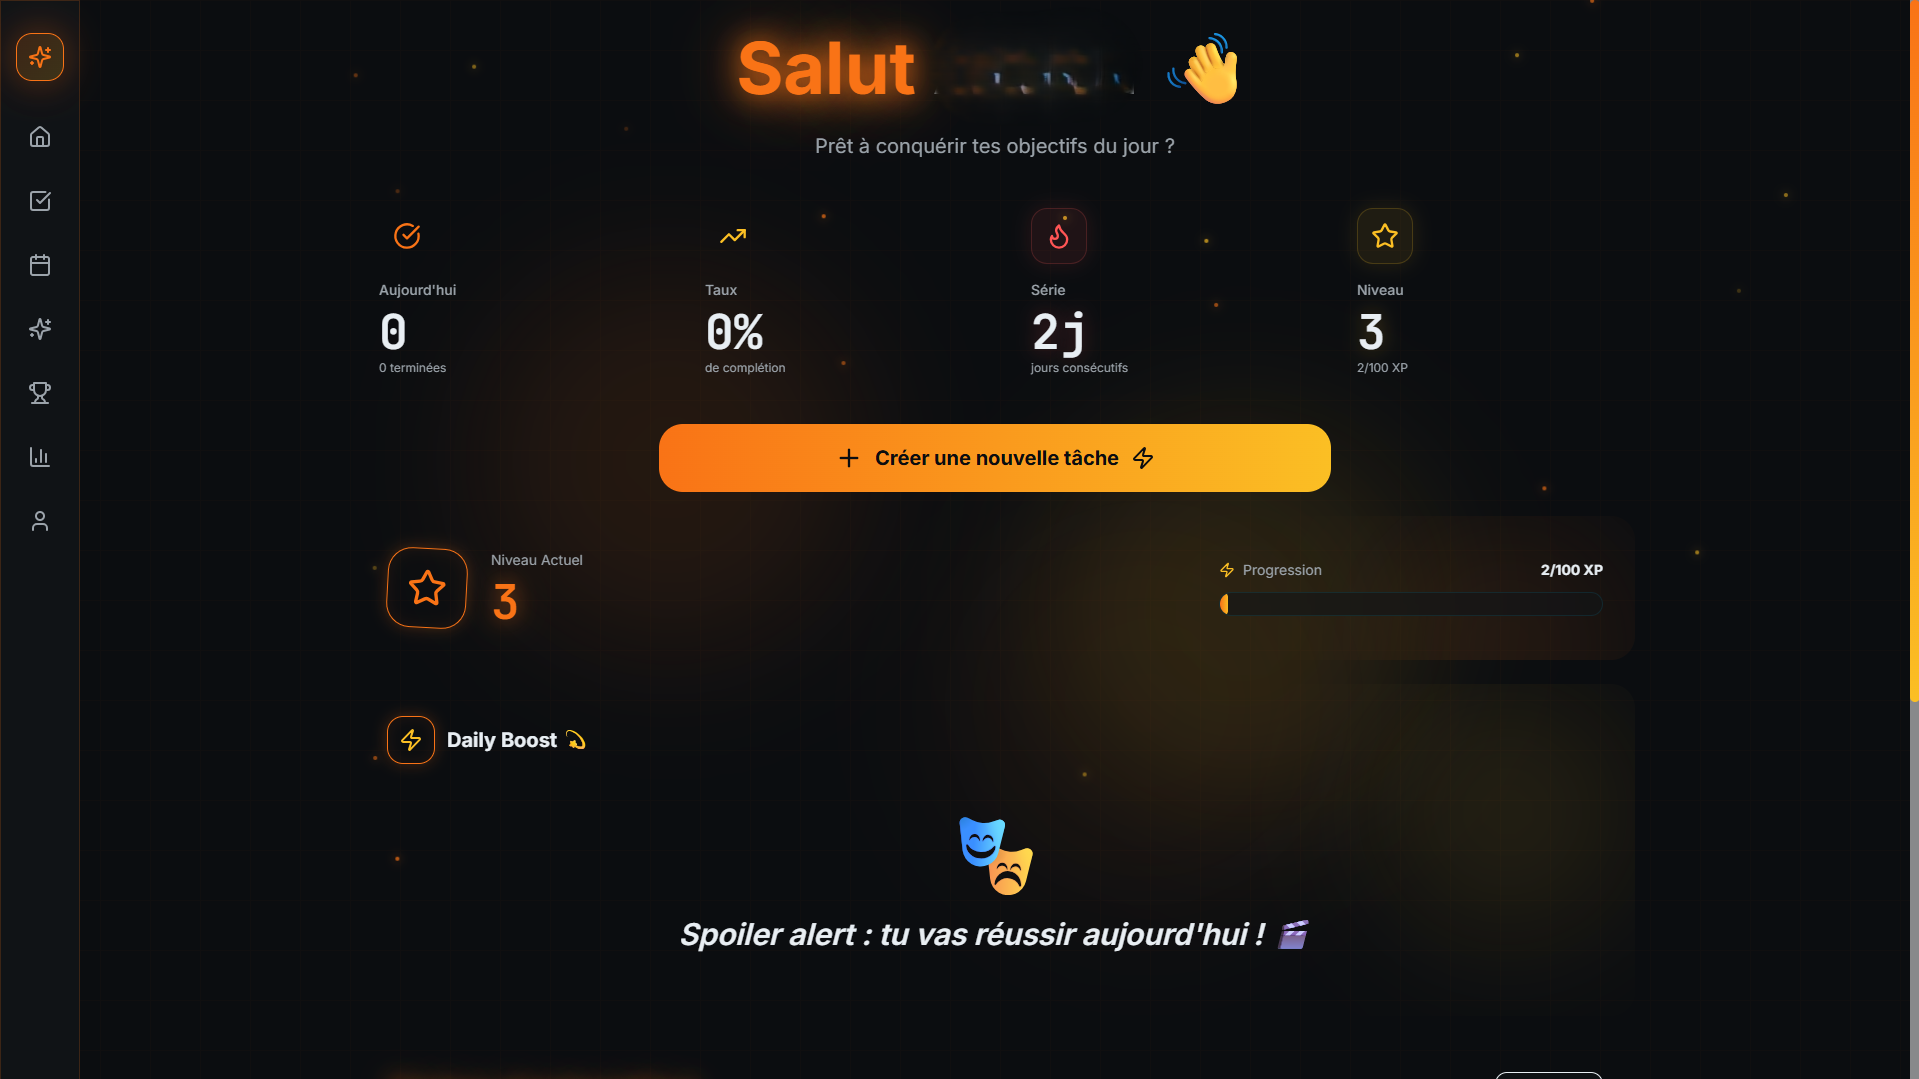 Salut
Prêt à conquérir tes objectifs du jour ?
Aujourd'hui
0
0 terminées
Taux
0%
de complétion
Série
2j
jours consécutifs
Niveau
3
2/100 XP
Créer une nouvelle tâche
Niveau Actuel
3
Progression
2/100 XP
Daily Boost
Spoiler alert : tu vas réussir aujourd'hui !